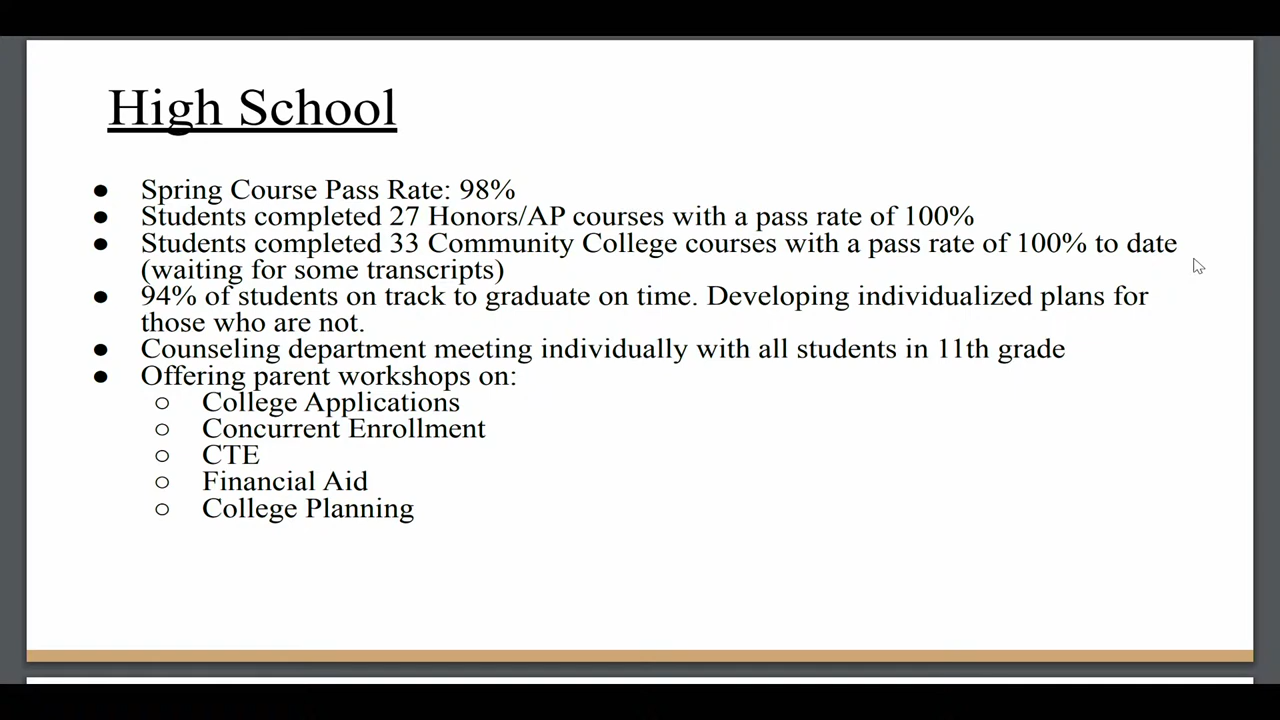 High School
● Spring Course Pass Rate: 98%
● Students completed 27 Honors/AP courses with a pass rate of 100%
● Students completed 33 Community College courses with a pass rate of 100% to date
(waiting for some transcripts)
● 94% of students on track to graduate on time. Developing individualized plans for
those who are not.
● Counseling department meeting individually with all students in 11th grade
● Offering parent workshops on:
○ College Applications
○ Concurrent Enrollment
○ CTE
○ Financial Aid
○ College Planning